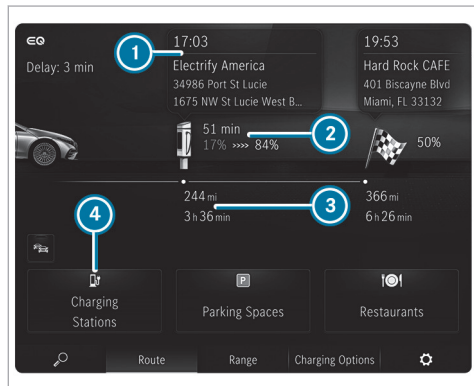 EQ
Delay: 3 min
17:03
Electrify America
34986 Port St Lucie
1675 NW St Lucie West B...
19:53
Hard Rock CAFE
401 Biscayne Blvd
Miami, FL 33132
1
51 min
17% »»» 84%
2
50%
244 mi
3 h 36 min
3
366 mi
6 h 26 min
4
Charging
Stations
P
Parking Spaces
Restaurants
Route
Range
Charging Options